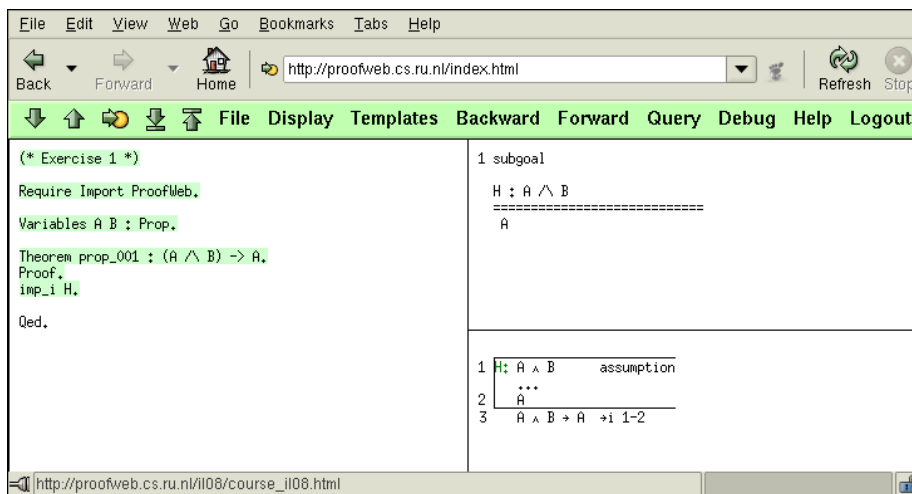 File Edit View Web Go Bookmarks Tabs Help
Back Forward Home http://proofweb.cs.ru.nl/index.html Refresh Stop
File Display Templates Backward Forward Query Debug Help Logout
(* Exercise 1 *)
Require Import ProofWeb.
Variables A B : Prop.
Theorem prop_001 : (A /\ B) -> A.
Proof.
imp_i H.
Qed.
1 subgoal
H : A /\ B
============================
A
1 H: A ∧ B assumption
...
2 A
3 A ∧ B → A →i 1-2
http://proofweb.cs.ru.nl/il08/course_il08.html